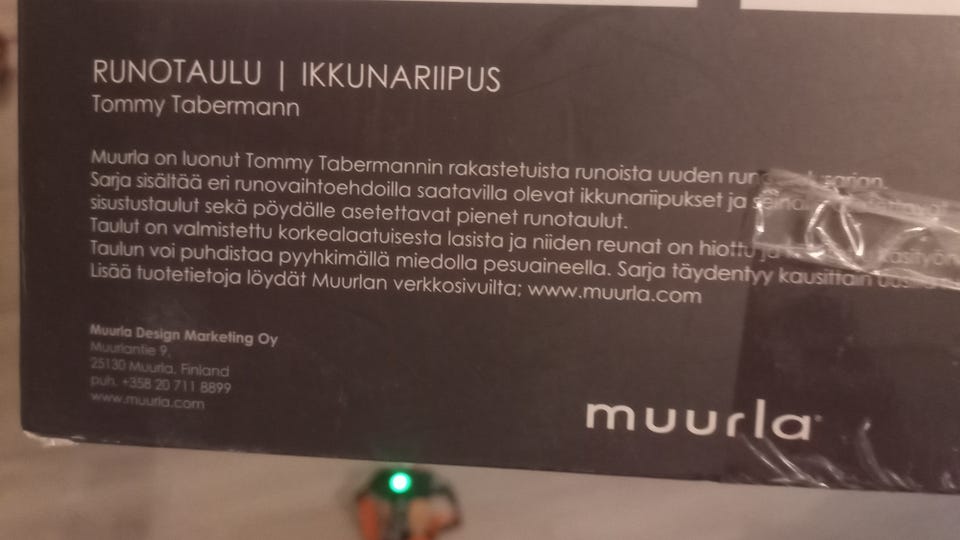 RUNOTAULU | IKKUNARIIPUS
Tommy Tabermann
Muurla on luonut Tommy Tabermannin rakastetuista runoista uuden sarjan.
Sarja sisältää eri runovaihtoehdoilla saatavilla olevat ikkunariipukset ja
sisustustaulut sekä pöydälle asetettavat pienet runotaulut.
Taulut on valmistettu korkealaatuisesta lasista ja niiden reunat on hiottu
Taulun voi puhdistaa pyyhkimällä miedolla pesuaineella. Sarja täydentyy kausittain
Lisää tuotetietoja löydät Muurlan verkkosivuilta; www.muurla.com
Muurla Design Marketing Oy
Muurlantie 9,
25130 Muurla, Finland
puh. +358 20 711 8899
www.muurla.com
muurla